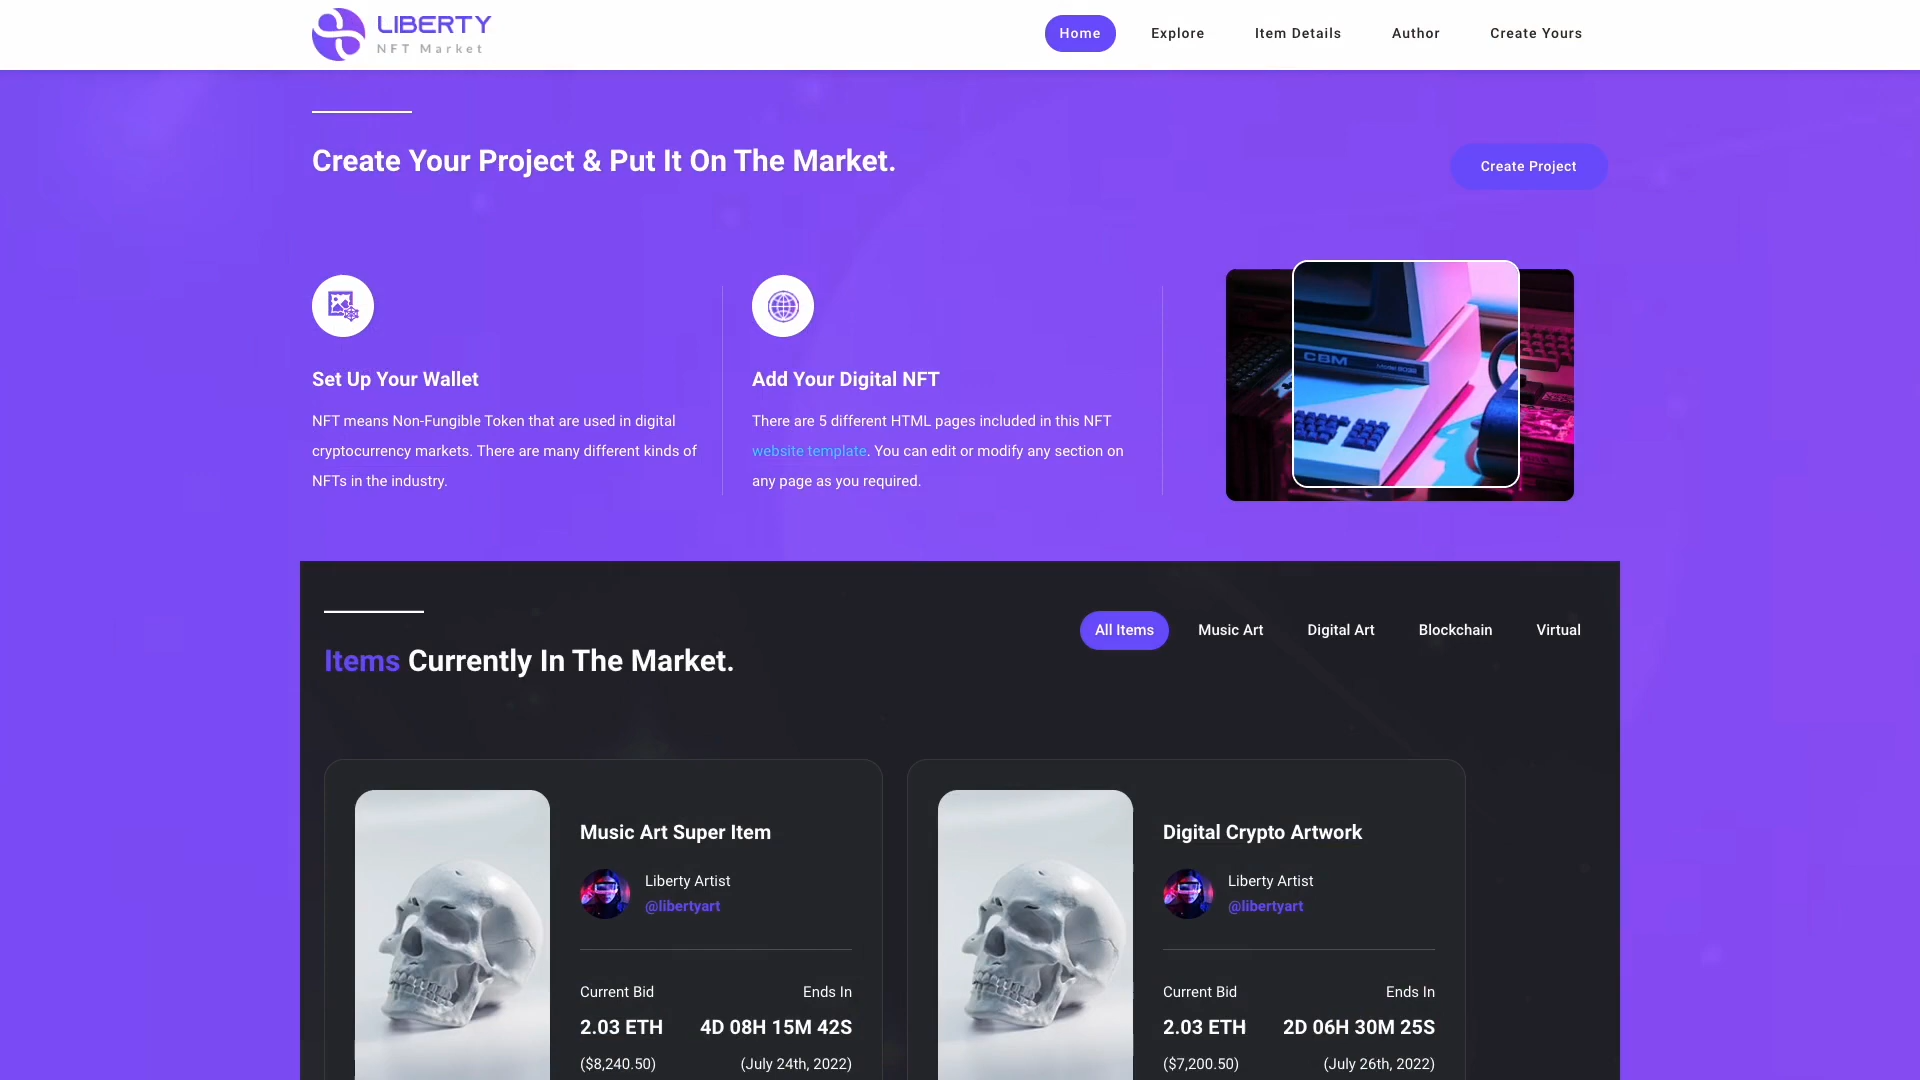 LIBERTY
NFT Market
Home
Explore
Item Details
Author
Create Yours
Create Your Project & Put It On The Market.
Create Project
Set Up Your Wallet
NFT means Non-Fungible Token that are used in digital
cryptocurrency markets. There are many different kinds of
NFTs in the industry.
Add Your Digital NFT
There are 5 different HTML pages included in this NFT
website template. You can edit or modify any section on
any page as you required.
CBM
Model 8032
Items Currently In The Market.
All Items
Music Art
Digital Art
Blockchain
Virtual
Music Art Super Item
Liberty Artist
@libertyart
Current Bid
Ends In
2.03 ETH
4D 08H 15M 42S
($8,240.50)
(July 24th, 2022)
Digital Crypto Artwork
Liberty Artist
@libertyart
Current Bid
Ends In
2.03 ETH
2D 06H 30M 25S
($7,200.50)
(July 26th, 2022)